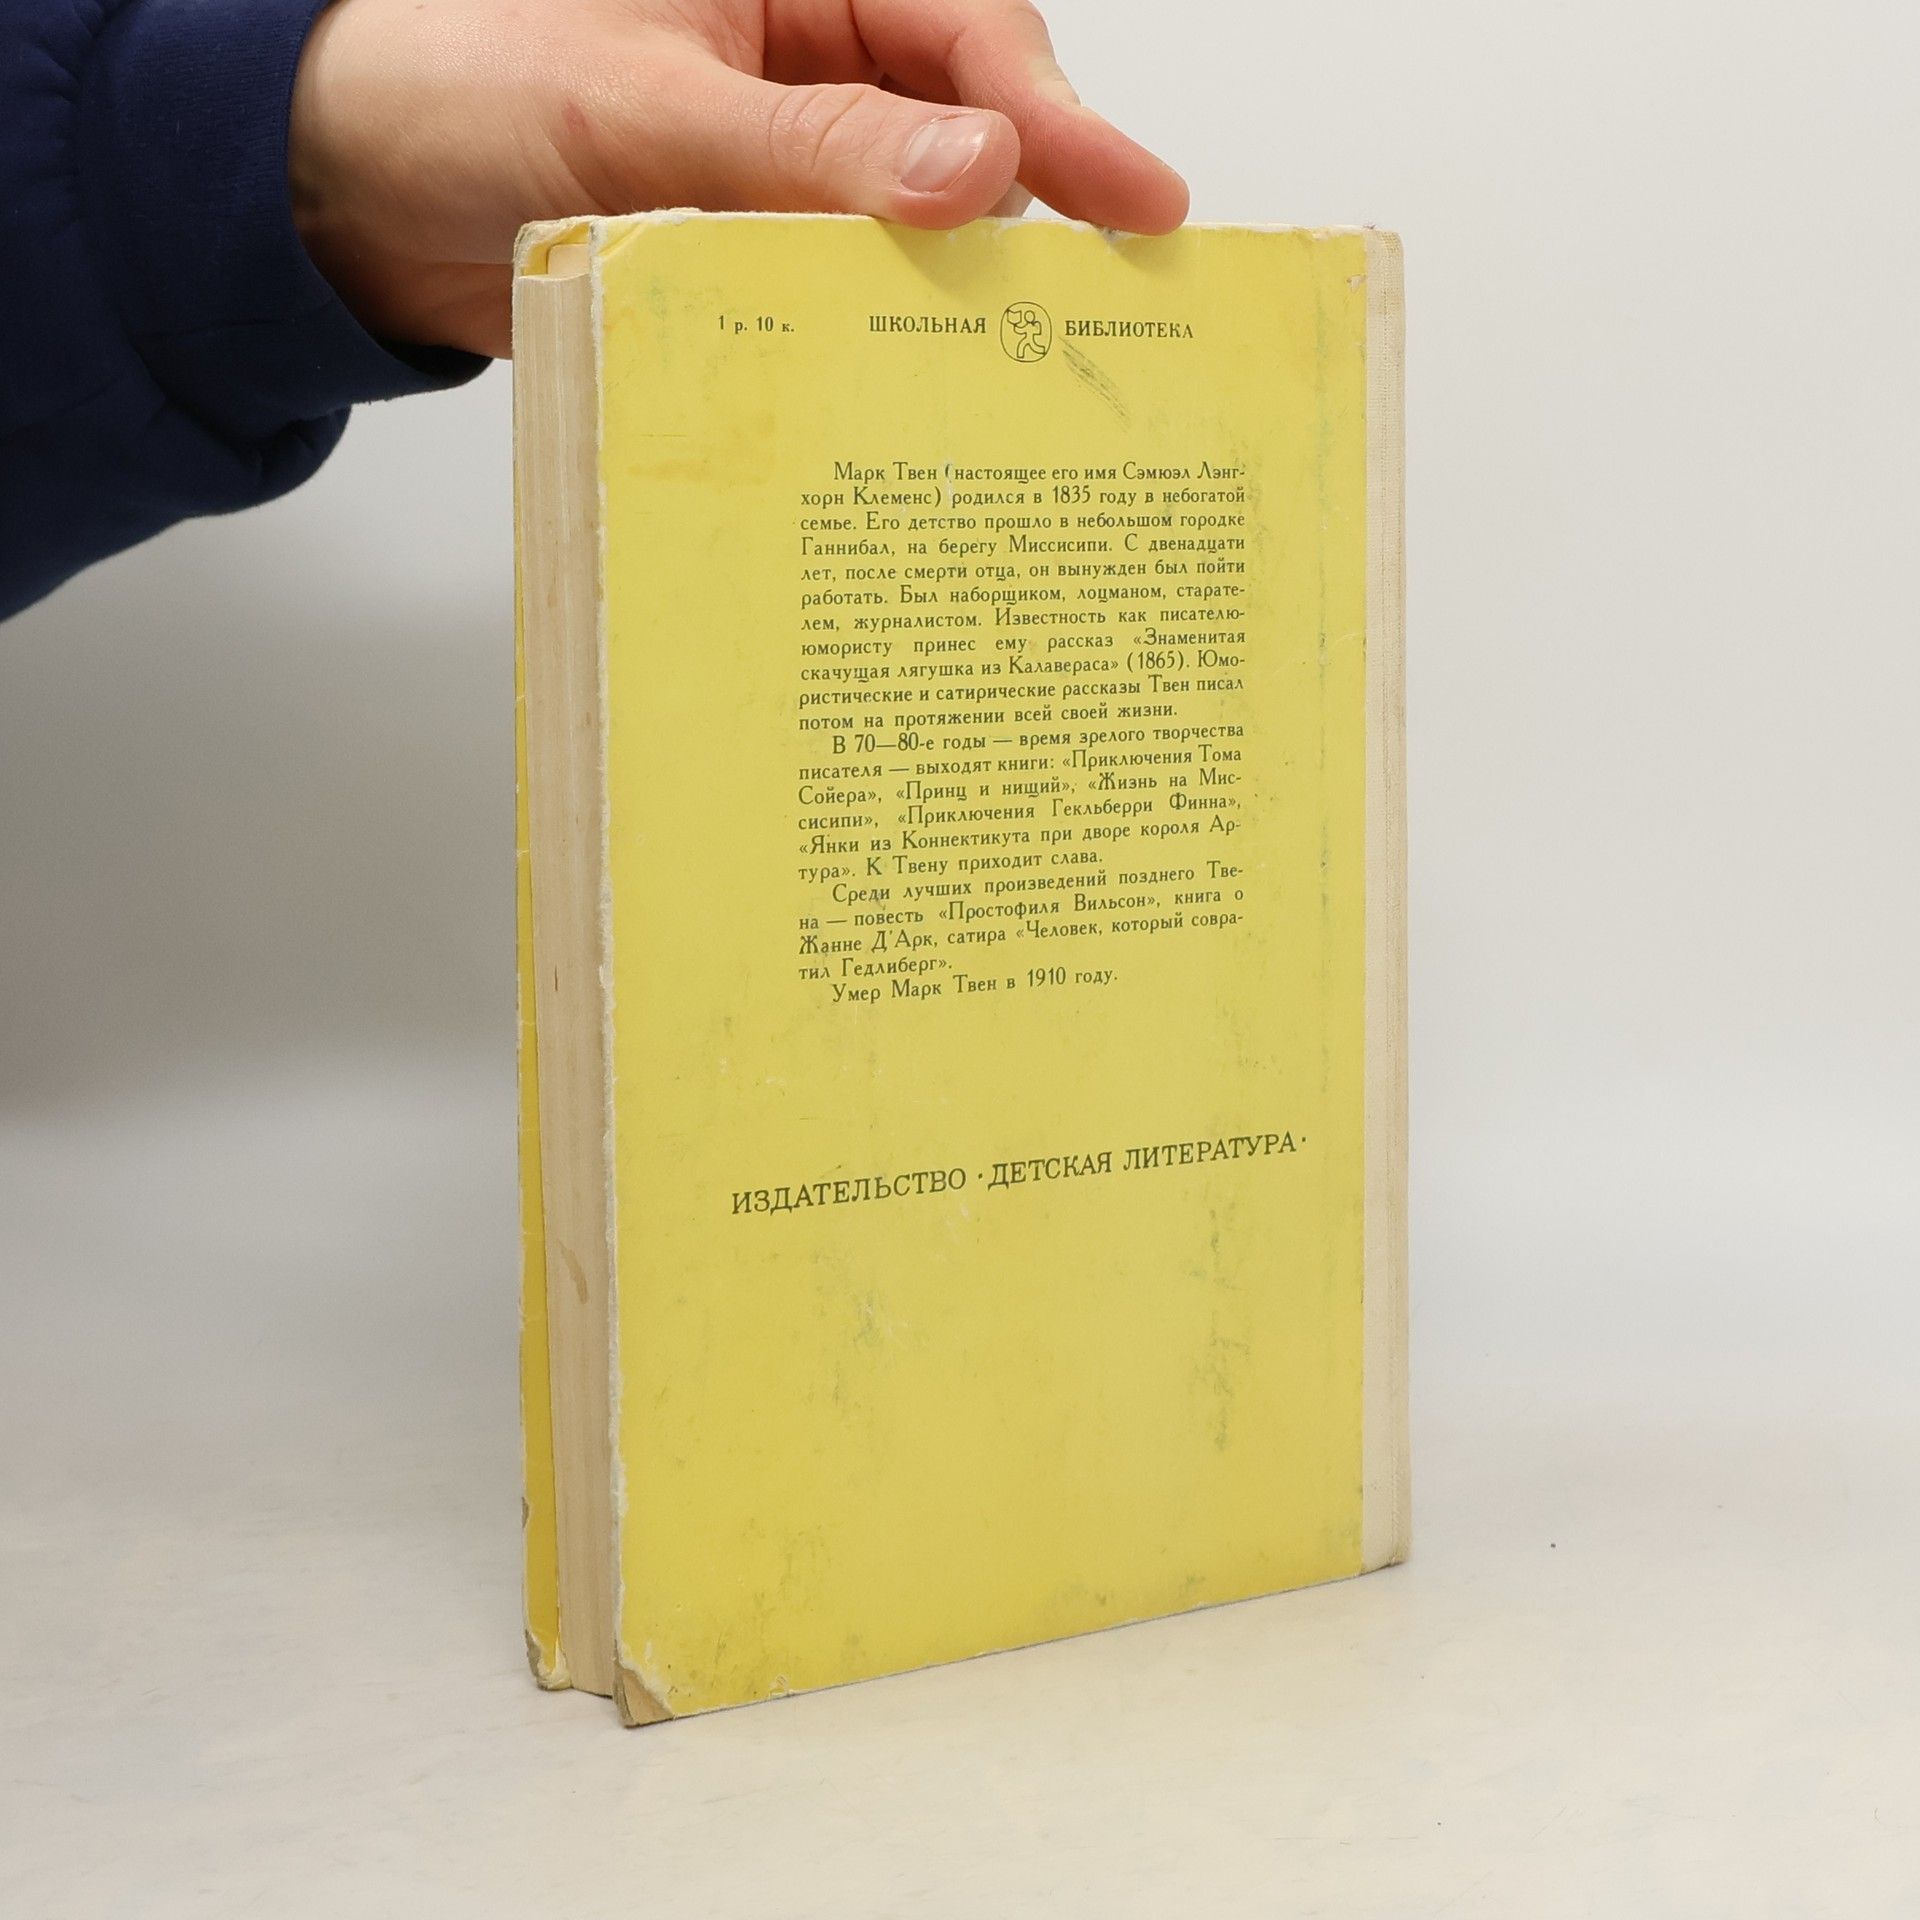 1 р. 10 к. ШКОЛЬНАЯ БИБЛИОТЕКА
Марк Твен (настоящее его имя Сэмюэл Лэнг-
хорн Клеменс) родился в 1835 году в небогатой
семье. Его детство прошло в небольшом городке
Ганнибал, на берегу Миссисипи. С двенадцати
лет, после смерти отца, он вынужден был пойти
работать. Был наборщиком, лоцманом, старате-
лем, журналистом. Известность как писателю-
юмористу принес ему рассказ «Знаменитая
скачущая лягушка из Калавераса» (1865). Юмо-
ристические и сатирические рассказы Твен писал
потом на протяжении всей своей жизни.
В 70—80-е годы — время зрелого творчества
писателя — выходят книги: «Приключения Тома
Сойера», «Принц и нищий», «Жизнь на Мис-
сисипи», «Приключения Гекльберри Финна»,
«Янки из Коннектикута при дворе короля Ар-
тура». К Твену приходит слава.
Среди лучших произведений позднего Тве-
на — повесть «Простофиля Вильсон», книга о
Жанне Д'Арк, сатира «Человек, который совра-
тил Гедлиберг».
Умер Марк Твен в 1910 году.
ИЗДАТЕЛЬСТВО · ДЕТСКАЯ ЛИТЕРАТУРА ·